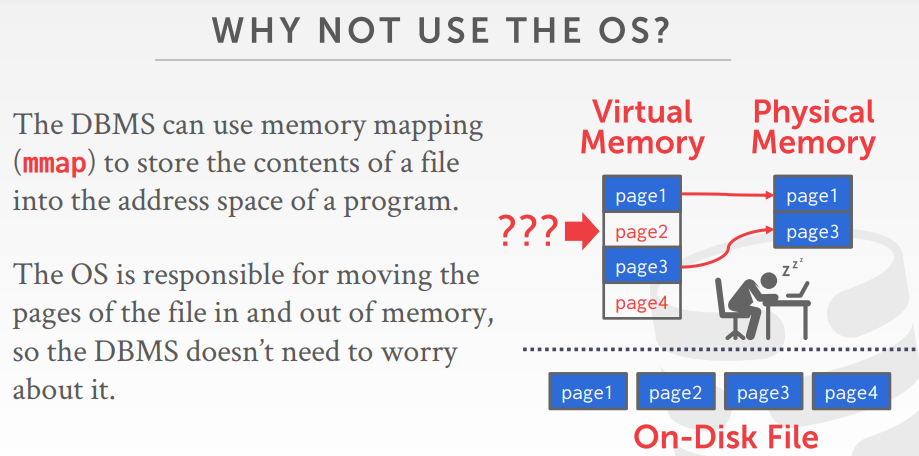 WHY NOT USE THE OS?
The DBMS can use memory mapping
(mmap) to store the contents of a file
into the address space of a program.
The OS is responsible for moving the
pages of the file in and out of memory,
so the DBMS doesn't need to worry
about it.
Virtual
Memory
Physical
Memory
???
page1
page2
page3
page4
page1
page3
z z z
page1 page2 page3 page4
On-Disk File